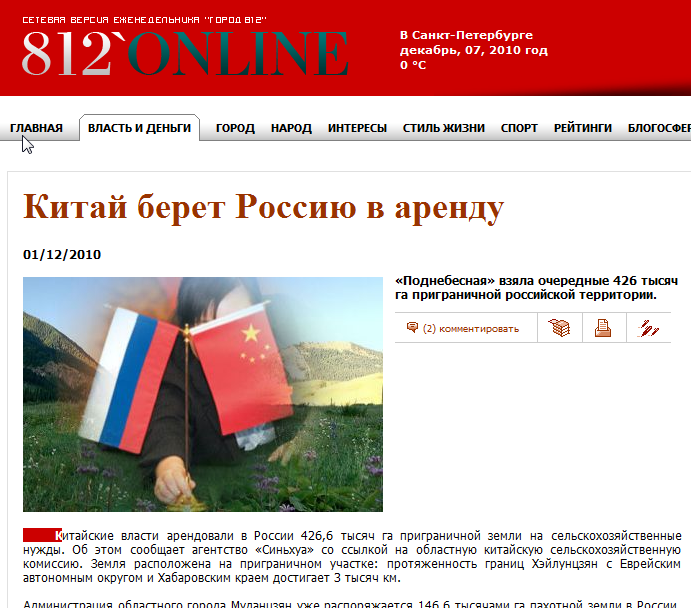 СЕТЕВАЯ ВЕРСИЯ ЕЖЕНЕДЕЛЬНИКА "ГОРОД 812"
812`ONLINE
В Санкт-Петербурге
декабрь, 07, 2010 год
0 °C
ГЛАВНАЯ ВЛАСТЬ И ДЕНЬГИ ГОРОД НАРОД ИНТЕРЕСЫ СТИЛЬ ЖИЗНИ СПОРТ РЕЙТИНГИ БЛОГОСФЕР
Китай берет Россию в аренду
01/12/2010
«Поднебесная» взяла очередные 426 тысяч
га приграничной российской территории.
(2) комментировать
Китайские власти арендовали в России 426,6 тысяч га приграничной земли на сельскохозяйственные
нужды. Об этом сообщает агентство «Синьхуа» со ссылкой на областную китайскую сельскохозяйственную
комиссию. Земля расположена на приграничном участке: протяженность границ Хэйлунцзян с Еврейским
автономным округом и Хабаровским краем достигает 3 тысяч км.
Администрация областного города Муданцзян уже распоряжается 146,6 тысячами га пахотной земли в России,